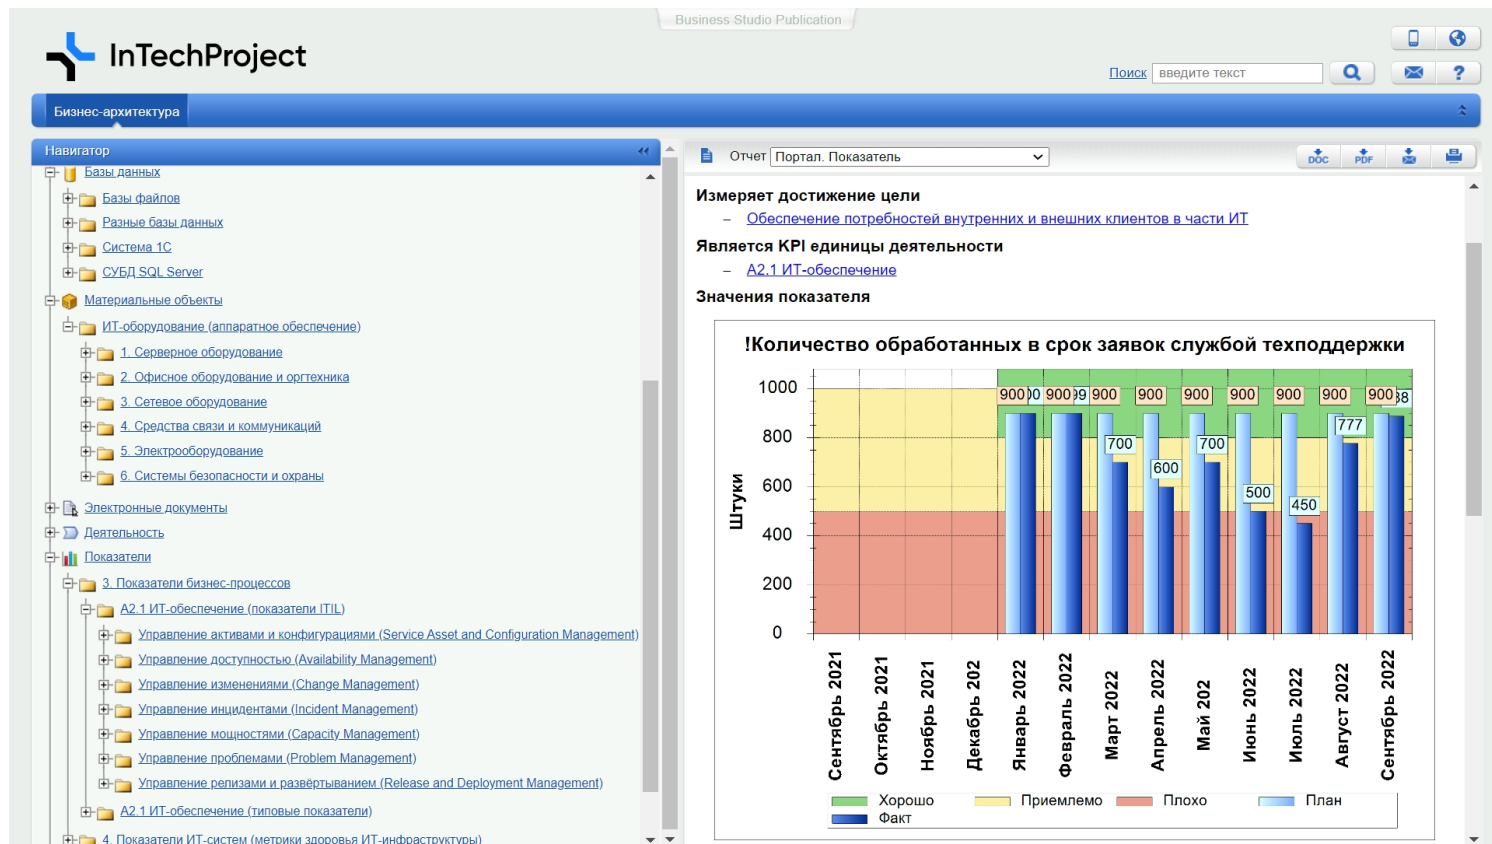 Business Studio Publication
InTechProject
Поиск введите текст
Бизнес-архитектура
Навигатор
Базы данных
Базы файлов
Разные базы данных
Система 1С
СУБД SQL Server
Материальные объекты
ИТ-оборудование (аппаратное обеспечение)
1. Серверное оборудование
2. Офисное оборудование и оргтехника
3. Сетевое оборудование
4. Средства связи и коммуникаций
5. Электрооборудование
6. Системы безопасности и охраны
Электронные документы
Деятельность
Показатели
3. Показатели бизнес-процессов
А2.1 ИТ-обеспечение (показатели ITIL)
Управление активами и конфигурациями (Service Asset and Configuration Management)
Управление доступностью (Availability Management)
Управление изменениями (Change Management)
Управление инцидентами (Incident Management)
Управление мощностями (Capacity Management)
Управление проблемами (Problem Management)
Управление релизами и развёртыванием (Release and Deployment Management)
А2.1 ИТ-обеспечение (типовые показатели)
4. Показатели ИТ-систем (метрики здоровья ИТ-инфраструктуры)
Отчет Портал. Показатель
DOC PDF
Измеряет достижение цели
– Обеспечение потребностей внутренних и внешних клиентов в части ИТ
Является KPI единицы деятельности
– А2.1 ИТ-обеспечение
Значения показателя
!Количество обработанных в срок заявок службой техподдержки
Штуки
1000
800
600
400
200
0
900 900 900 900 900 900 900 900 900
700 600 700 500 450 777
Сентябрь 2021
Октябрь 2021
Ноябрь 2021
Декабрь 202
Январь 2022
Февраль 2022
Март 2022
Апрель 2022
Май 202
Июнь 2022
Июль 2022
Август 2022
Сентябрь 2022
Хорошо Приемлемо Плохо План
Факт